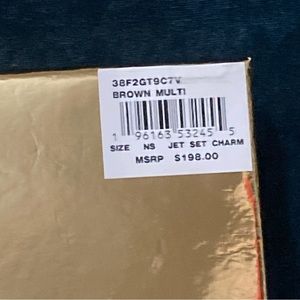 38F2GT9C7V
BROWN MULTI
1 96163 53245 5
SIZE NS JET SET CHARM
MSRP $198.00